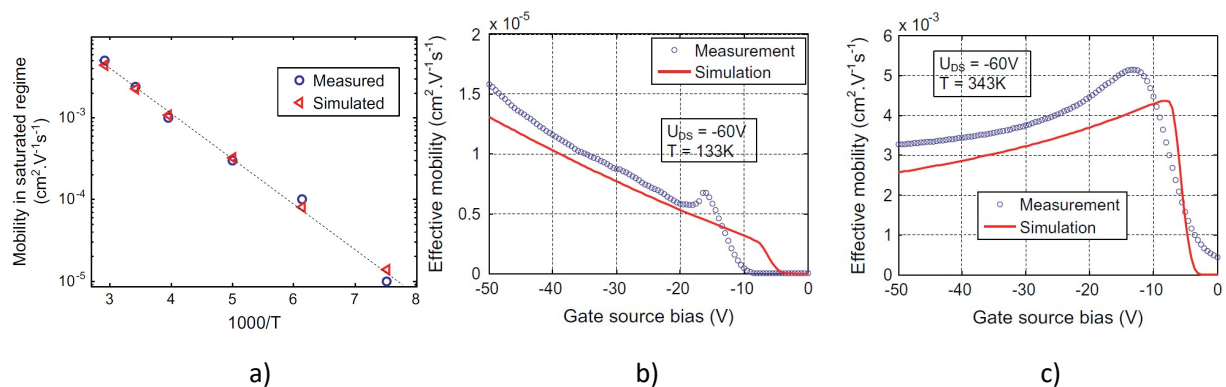 Mobility in saturated regime
(cm².V⁻¹s⁻¹)
10⁻³
10⁻⁴
10⁻⁵
3 4 5 6 7 8
1000/T
Measured
Simulated
a)
x 10⁻⁵
Effective mobility (cm².V⁻¹s⁻¹)
2
1.5
1
0.5
0
-50 -40 -30 -20 -10 0
Gate source bias (V)
Measurement
Simulation
U_DS = -60V
T = 133K
b)
x 10⁻³
Effective mobility (cm².V⁻¹s⁻¹)
6
5
4
3
2
1
0
-50 -40 -30 -20 -10 0
Gate source bias (V)
U_DS = -60V
T = 343K
Measurement
Simulation
c)